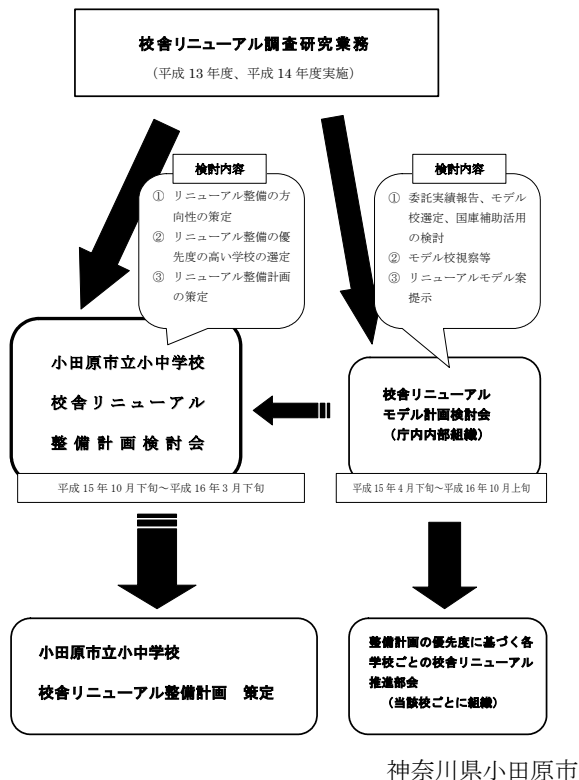 校舎リニューアル調査研究業務
（平成13年度、平成14年度実施）
検討内容
① リニューアル整備の方
向性の策定
② リニューアル整備の優
先度の高い学校の選定
③ リニューアル整備計画
の策定
検討内容
① 委託実績報告、モデル
校選定、国庫補助活用
の検討
② モデル校視察等
③ リニューアルモデル案
提示
小田原市立小中学校
校舎リニューアル
整備計画検討会
平成15年10月下旬～平成16年3月下旬
校舎リニューアル
モデル計画検討会
（庁内内部組織）
平成15年4月下旬～平成16年10月上旬
小田原市立小中学校
校舎リニューアル整備計画　策定
整備計画の優先度に基づく各
学校ごとの校舎リニューアル
推進部会
（当該校ごとに組織）
神奈川県小田原市